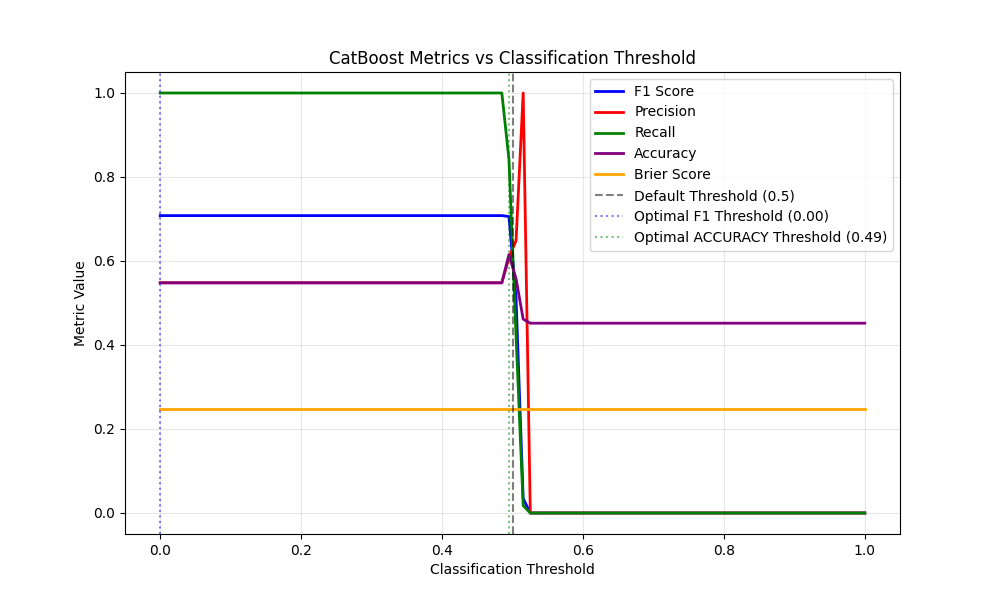 CatBoost Metrics vs Classification Threshold
F1 Score
Precision
Recall
Accuracy
Brier Score
Default Threshold (0.5)
Optimal F1 Threshold (0.00)
Optimal ACCURACY Threshold (0.49)
Metric Value
1.0
0.8
0.6
0.4
0.2
0.0
0.0 0.2 0.4 0.6 0.8 1.0
Classification Threshold